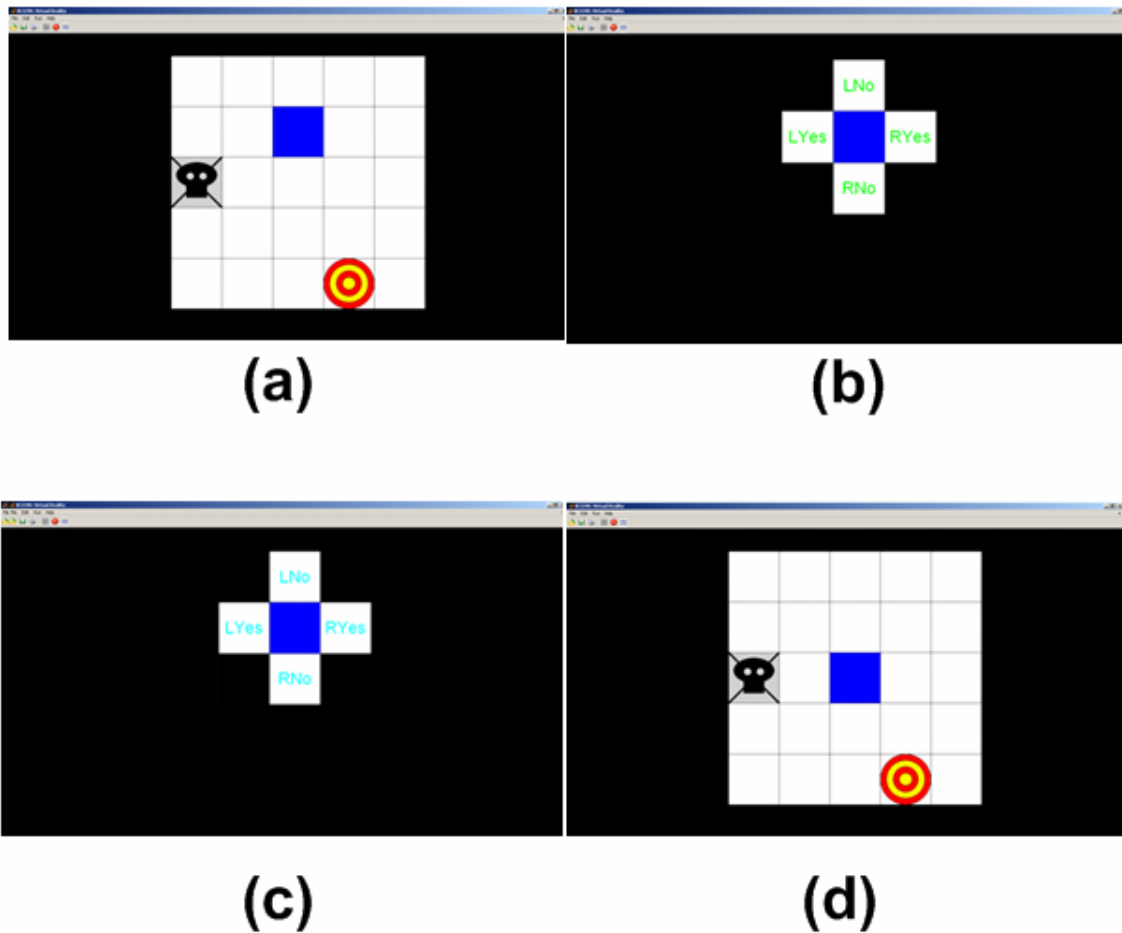 (a)
LNo
LYes RYes
RNo
(b)
LNo
LYes RYes
RNo
(c)
(d)